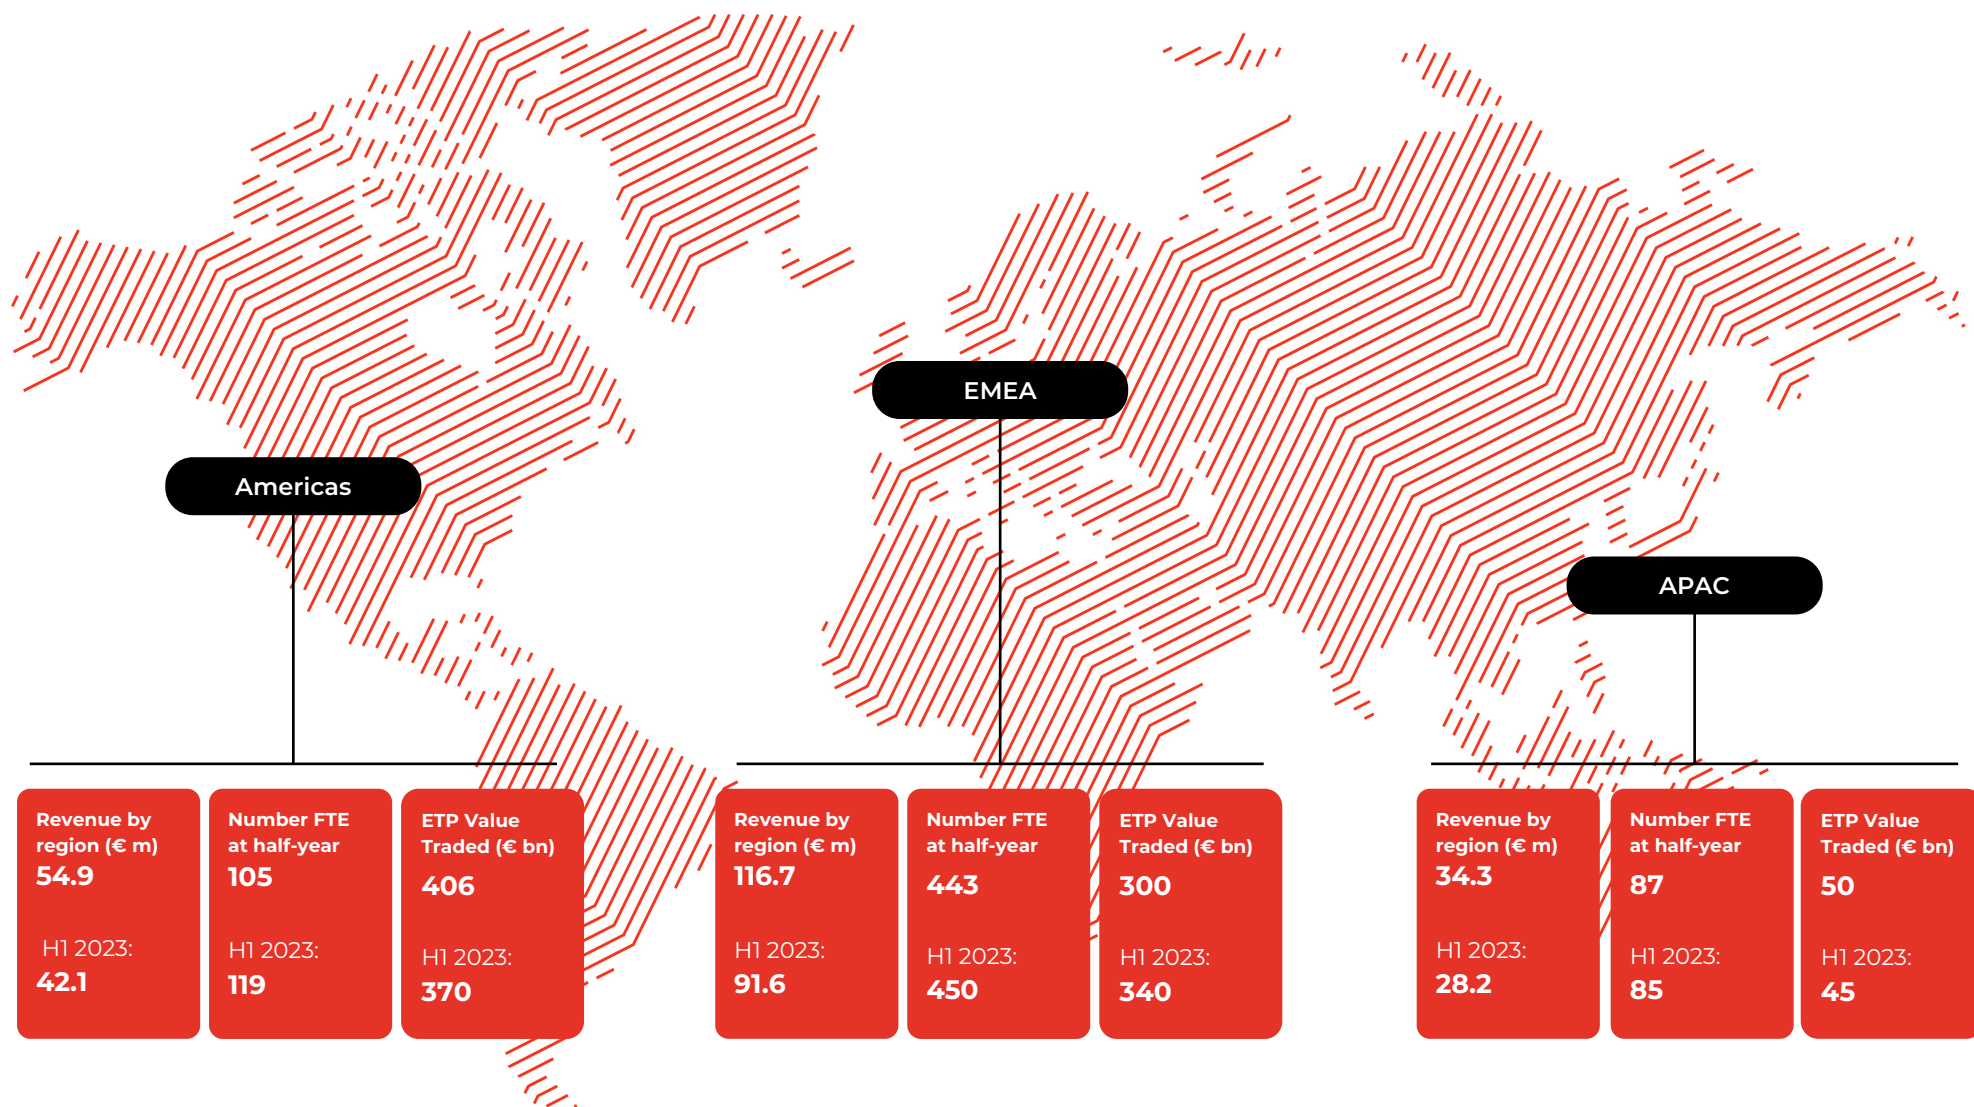 EMEA
Americas
APAC
Revenue by
region (€ m)
54.9
H1 2023:
42.1
Number FTE
at half-year
105
H1 2023:
119
ETP Value
Traded (€ bn)
406
H1 2023:
370
Revenue by
region (€ m)
116.7
H1 2023:
91.6
Number FTE
at half-year
443
H1 2023:
450
ETP Value
Traded (€ bn)
300
H1 2023:
340
Revenue by
region (€ m)
34.3
H1 2023:
28.2
Number FTE
at half-year
87
H1 2023:
85
ETP Value
Traded (€ bn)
50
H1 2023:
45